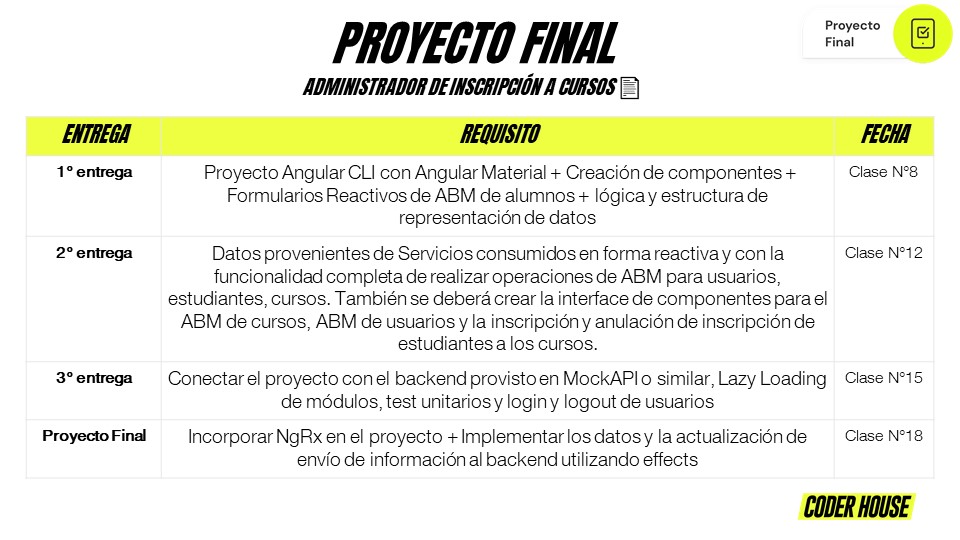 PROYECTO FINAL
Proyecto
Final
ADMINISTRADOR DE INSCRIPCIÓN A CURSOS
ENTREGA REQUISITO FECHA
1° entrega Proyecto Angular CLI con Angular Material + Creación de componentes + Clase N°8
Formularios Reactivos de ABM de alumnos + lógica y estructura de
representación de datos
2° entrega Datos provenientes de Servicios consumidos en forma reactiva y con la Clase N°12
funcionalidad completa de realizar operaciones de ABM para usuarios,
estudiantes, cursos. También se deberá crear la interface de componentes para el
ABM de cursos, ABM de usuarios y la inscripción y anulación de inscripción de
estudiantes a los cursos.
3° entrega Conectar el proyecto con el backend provisto en MockAPI o similar, Lazy Loading Clase N°15
de módulos, test unitarios y login y logout de usuarios
Proyecto Final Incorporar NgRx en el proyecto + Implementar los datos y la actualización de Clase N°18
envío de información al backend utilizando effects
CODER HOUSE